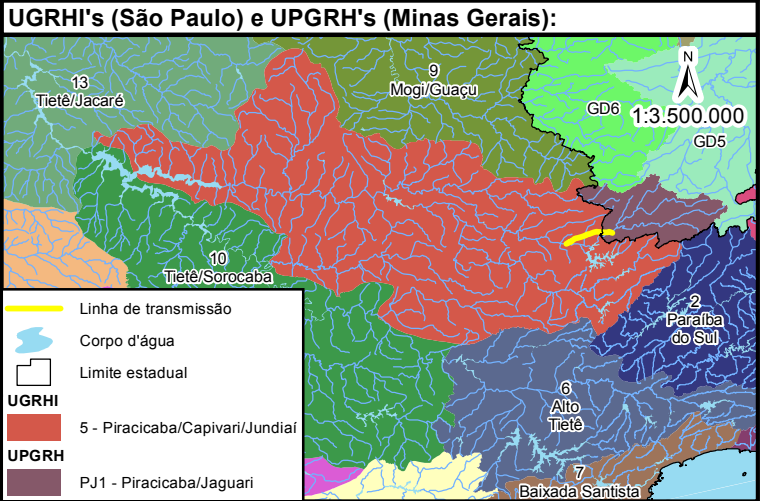 UGRHI's (São Paulo) e UPGRH's (Minas Gerais):
13
Tietê/Jacaré
9
Mogi/Guaçu
N
GD6
1:3.500.000
GD5
10
Tietê/Sorocaba
2
Paraíba
do Sul
6
Alto
Tietê
7
Baixada Santista
Linha de transmissão
Corpo d'água
Limite estadual
UGRHI
5 - Piracicaba/Capivari/Jundiaí
UPGRH
PJ1 - Piracicaba/Jaguari